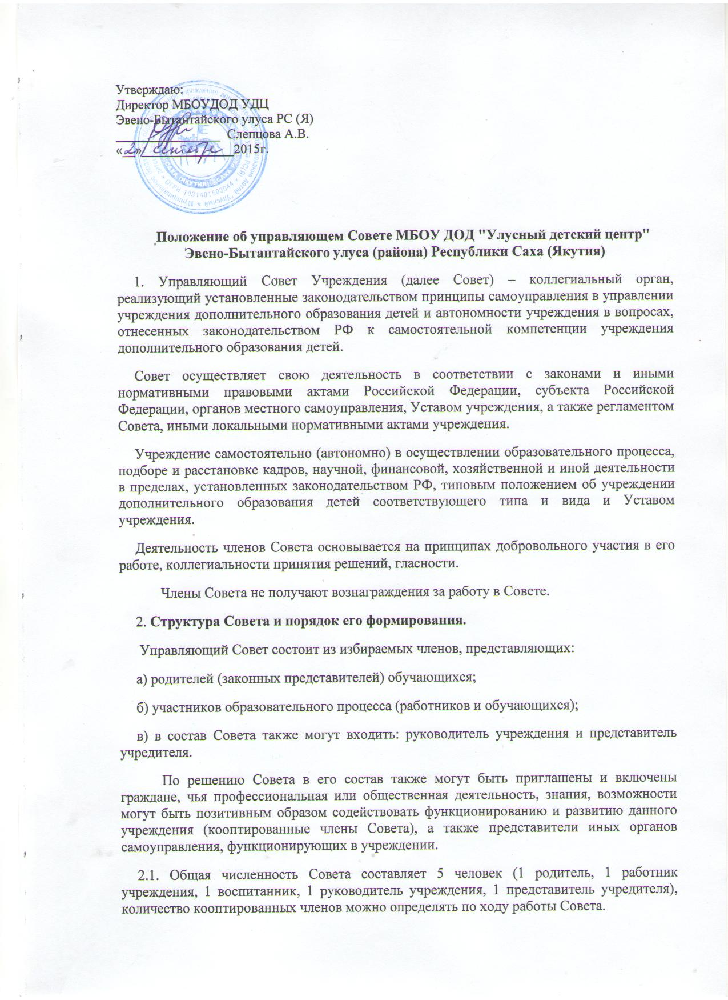 Утверждаю:
Директор МБОУДОД УДЦ
Эвено-Бытантайского улуса РС (Я)
Слепцова А.В.
«2» сентября 2015г.
ОГРН 1031401503044
Положение об управляющем Совете МБОУ ДОД "Улусный детский центр"
Эвено-Бытантайского улуса (района) Республики Саха (Якутия)
1. Управляющий Совет Учреждения (далее Совет) – коллегиальный орган,
реализующий установленные законодательством принципы самоуправления в управлении
учреждения дополнительного образования детей и автономности учреждения в вопросах,
отнесенных законодательством РФ к самостоятельной компетенции учреждения
дополнительного образования детей.
Совет осуществляет свою деятельность в соответствии с законами и иными
нормативными правовыми актами Российской Федерации, субъекта Российской
Федерации, органов местного самоуправления, Уставом учреждения, а также регламентом
Совета, иными локальными нормативными актами учреждения.
Учреждение самостоятельно (автономно) в осуществлении образовательного процесса,
подборе и расстановке кадров, научной, финансовой, хозяйственной и иной деятельности
в пределах, установленных законодательством РФ, типовым положением об учреждении
дополнительного образования детей соответствующего типа и вида и Уставом
учреждения.
Деятельность членов Совета основывается на принципах добровольного участия в его
работе, коллегиальности принятия решений, гласности.
Члены Совета не получают вознаграждения за работу в Совете.
2. Структура Совета и порядок его формирования.
Управляющий Совет состоит из избираемых членов, представляющих:
а) родителей (законных представителей) обучающихся;
б) участников образовательного процесса (работников и обучающихся);
в) в состав Совета также могут входить: руководитель учреждения и представитель
учредителя.
По решению Совета в его состав также могут быть приглашены и включены
граждане, чья профессиональная или общественная деятельность, знания, возможности
могут быть позитивным образом содействовать функционированию и развитию данного
учреждения (кооптированные члены Совета), а также представители иных органов
самоуправления, функционирующих в учреждении.
2.1. Общая численность Совета составляет 5 человек (1 родитель, 1 работник
учреждения, 1 воспитанник, 1 руководитель учреждения, 1 представитель учредителя),
количество кооптированных членов можно определять по ходу работы Совета.